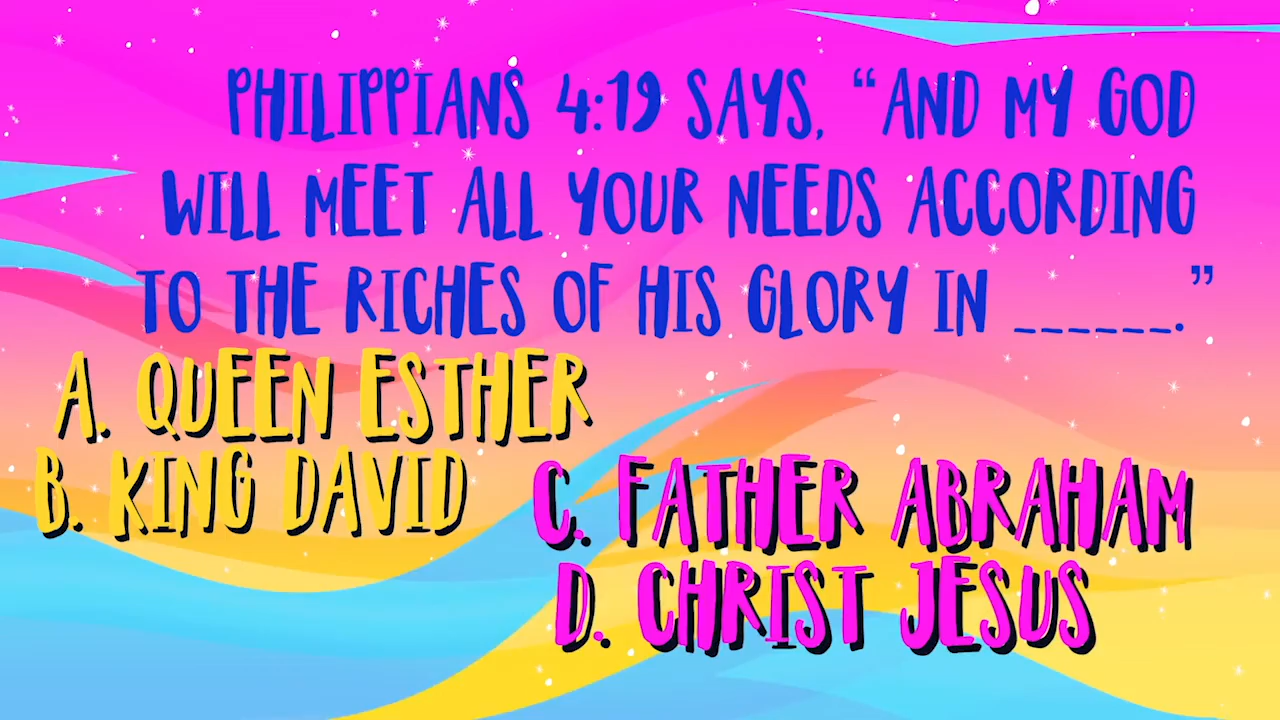 PHILIPPIANS 4:19 SAYS, “AND MY GOD
WILL MEET ALL YOUR NEEDS ACCORDING
TO THE RICHES OF HIS GLORY IN ______.”
A. QUEEN ESTHER
B. KING DAVID
C. FATHER ABRAHAM
D. CHRIST JESUS